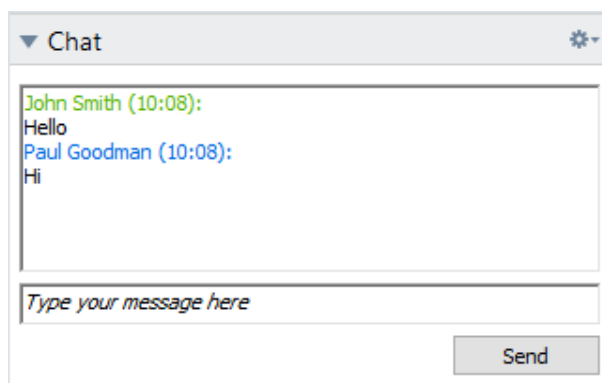 Chat
John Smith (10:08):
Hello
Paul Goodman (10:08):
Hi
Type your message here
Send